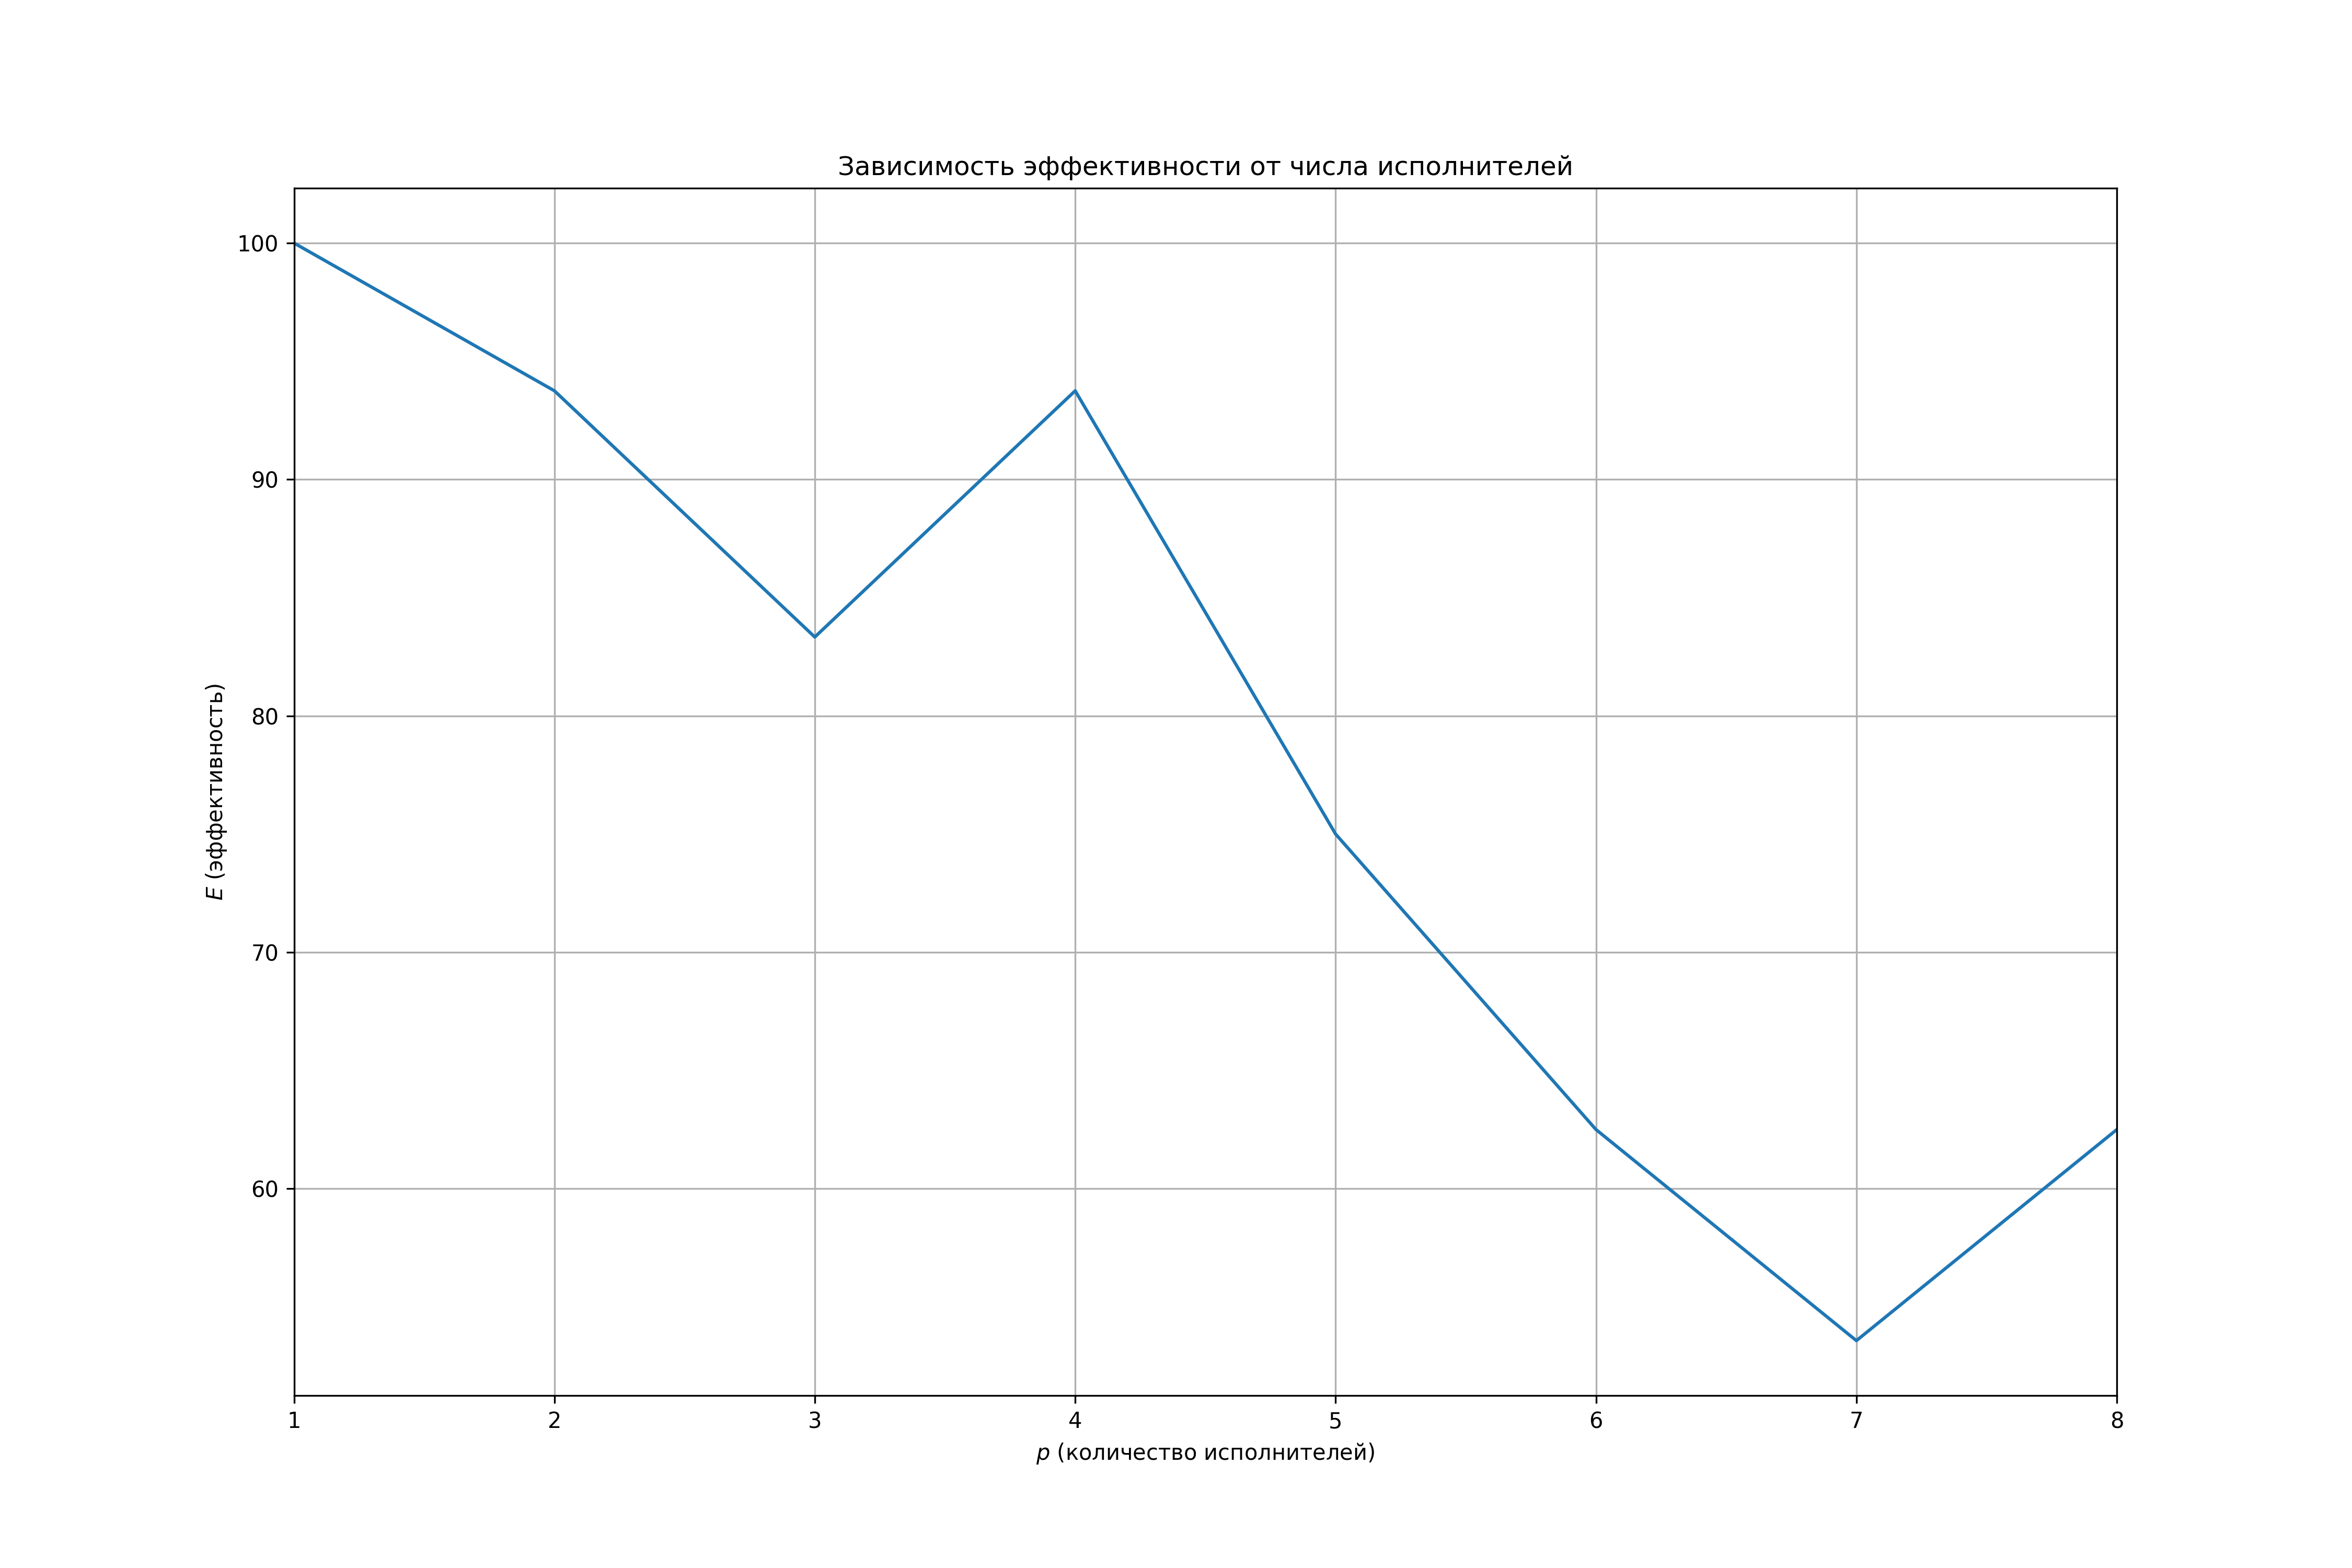 Зависимость эффективности от числа исполнителей
100
90
80
70
60
E (эффективность)
1 2 3 4 5 6 7 8
p (количество исполнителей)